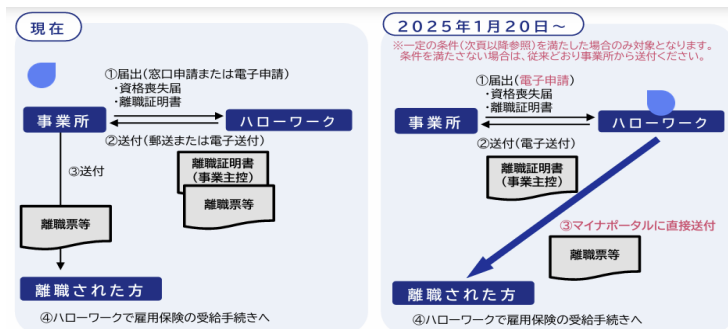 現在
①届出(窓口申請または電子申請)
・資格喪失届
・離職証明書
事業所
ハローワーク
②送付(郵送または電子送付)
③送付
離職証明書
(事業主控)
離職票等
離職票等
離職された方
④ハローワークで雇用保険の受給手続きへ
2025年1月20日～
※一定の条件(次頁以降参照)を満たした場合のみ対象となります。
条件を満たさない場合は、従来どおり事業所から送付ください。
①届出(電子申請)
・資格喪失届
・離職証明書
事業所
ハローワーク
②送付(電子送付)
離職証明書
(事業主控)
③マイナポータルに直接送付
離職票等
離職された方
④ハローワークで雇用保険の受給手続きへ